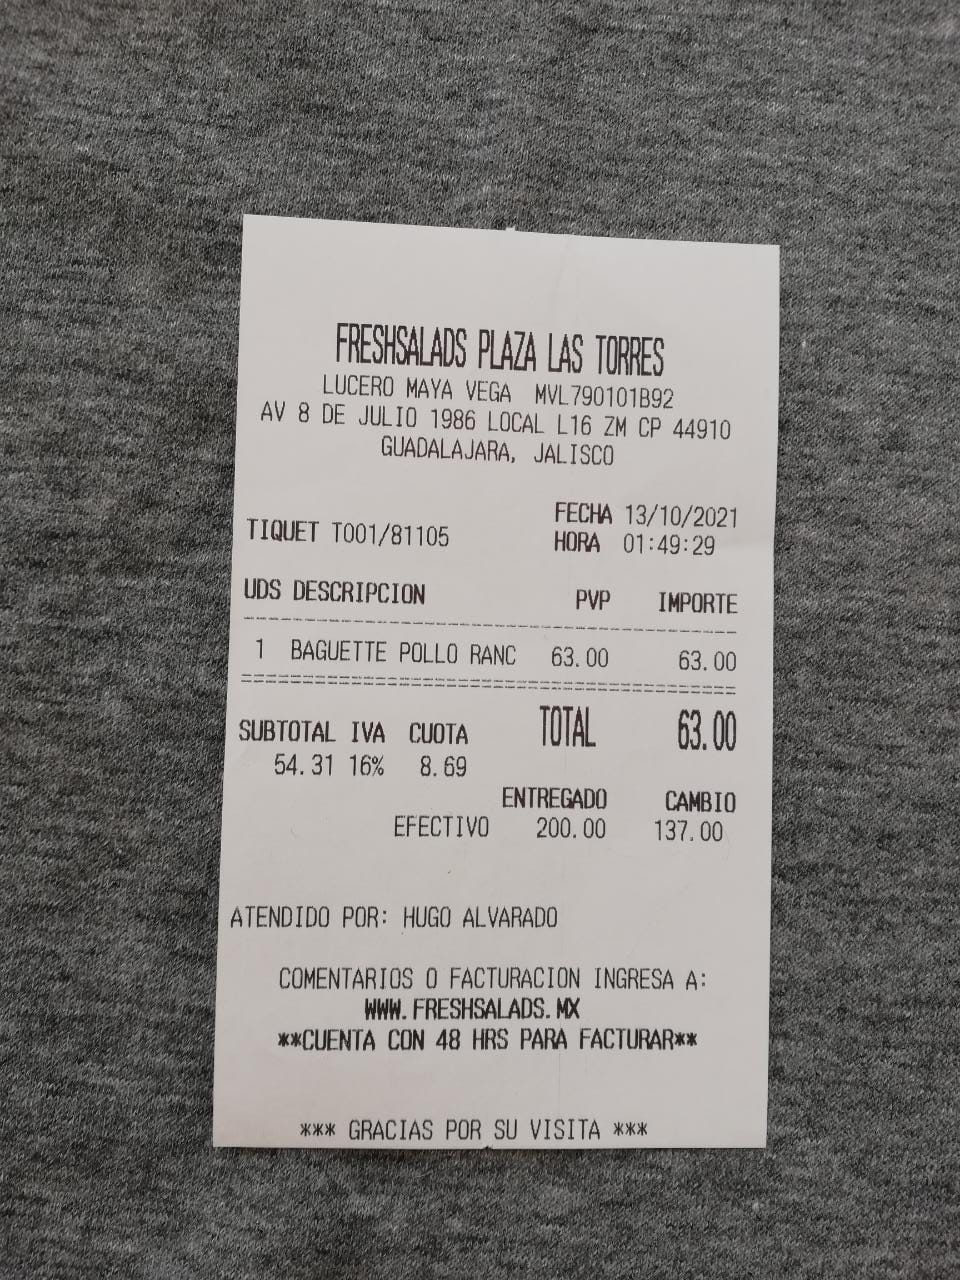 FRESHSALADS PLAZA LAS TORRES
LUCERO MAYA VEGA MVL790101B92
AV 8 DE JULIO 1986 LOCAL L16 ZM CP 44910
GUADALAJARA, JALISCO
FECHA 13/10/2021
TIQUET T001/81105
HORA 01:49:29
UDS DESCRIPCION PVP IMPORTE
1 BAGUETTE POLLO RANC 63.00 63.00
TOTAL 63.00
SUBTOTAL IVA CUOTA
54.31 16% 8.69
ENTREGADO CAMBIO
EFECTIVO 200.00 137.00
ATENDIDO POR: HUGO ALVARADO
COMENTARIOS O FACTURACION INGRESA A:
WWW.FRESHSALADS.MX
**CUENTA CON 48 HRS PARA FACTURAR**
*** GRACIAS POR SU VISITA ***